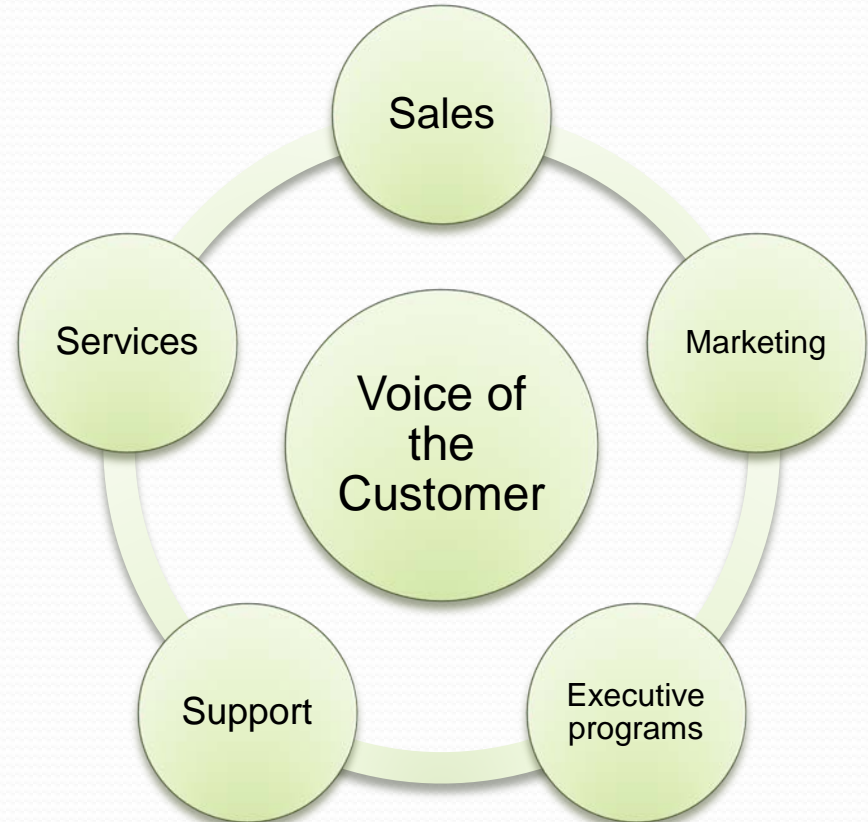 Sales
Services
Marketing
Voice of
the
Customer
Support
Executive
programs